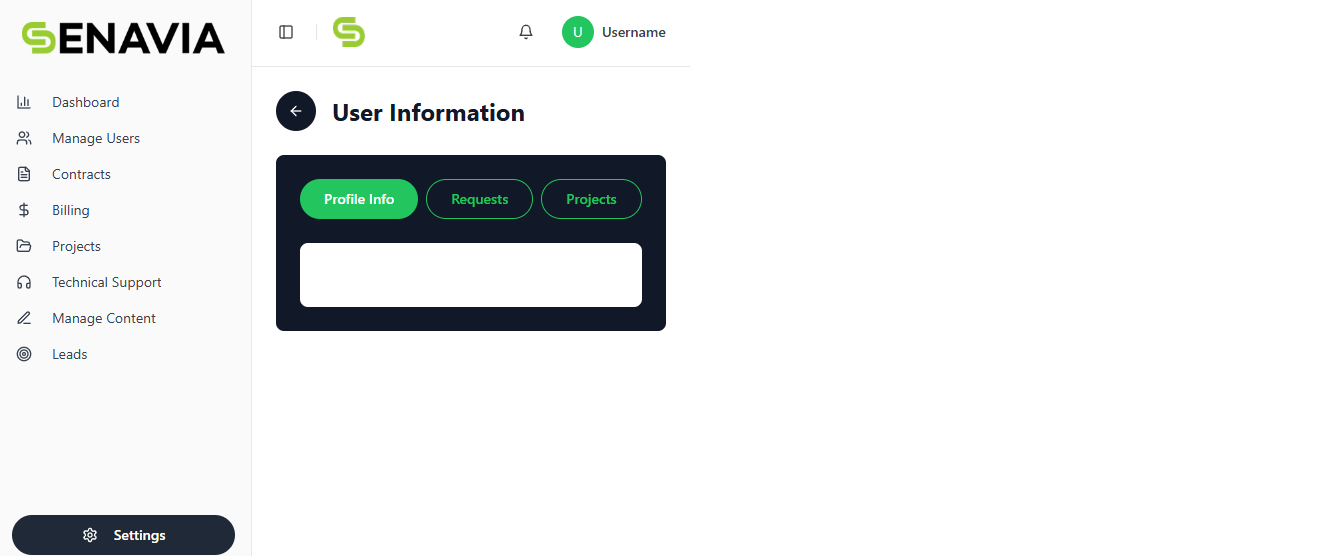 SENAVIA
Dashboard
Manage Users
Contracts
Billing
Projects
Technical Support
Manage Content
Leads
Settings
U Username
User Information
Profile Info Requests Projects